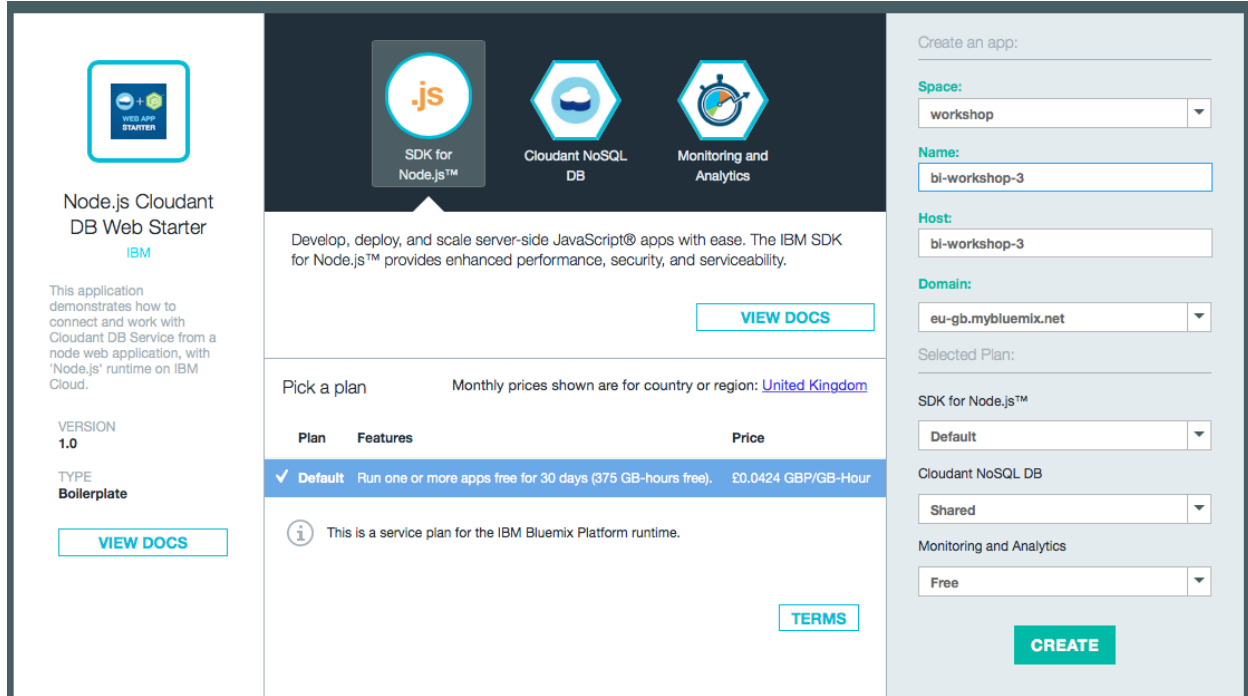 WEB APP
STARTER
Node.js Cloudant
DB Web Starter
IBM
This application
demonstrates how to
connect and work with
Cloudant DB Service from a
node web application, with
'Node.js' runtime on IBM
Cloud.
VERSION
1.0
TYPE
Boilerplate
VIEW DOCS
.js
SDK for
Node.js™
Cloudant NoSQL
DB
Monitoring and
Analytics
Develop, deploy, and scale server-side JavaScript® apps with ease. The IBM SDK
for Node.js™ provides enhanced performance, security, and serviceability.
VIEW DOCS
Pick a plan
Monthly prices shown are for country or region: United Kingdom
Plan Features Price
Default Run one or more apps free for 30 days (375 GB-hours free). £0.0424 GBP/GB-Hour
This is a service plan for the IBM Bluemix Platform runtime.
TERMS
Create an app:
Space:
workshop
Name:
bi-workshop-3
Host:
bi-workshop-3
Domain:
eu-gb.mybluemix.net
Selected Plan:
SDK for Node.js™
Default
Cloudant NoSQL DB
Shared
Monitoring and Analytics
Free
CREATE